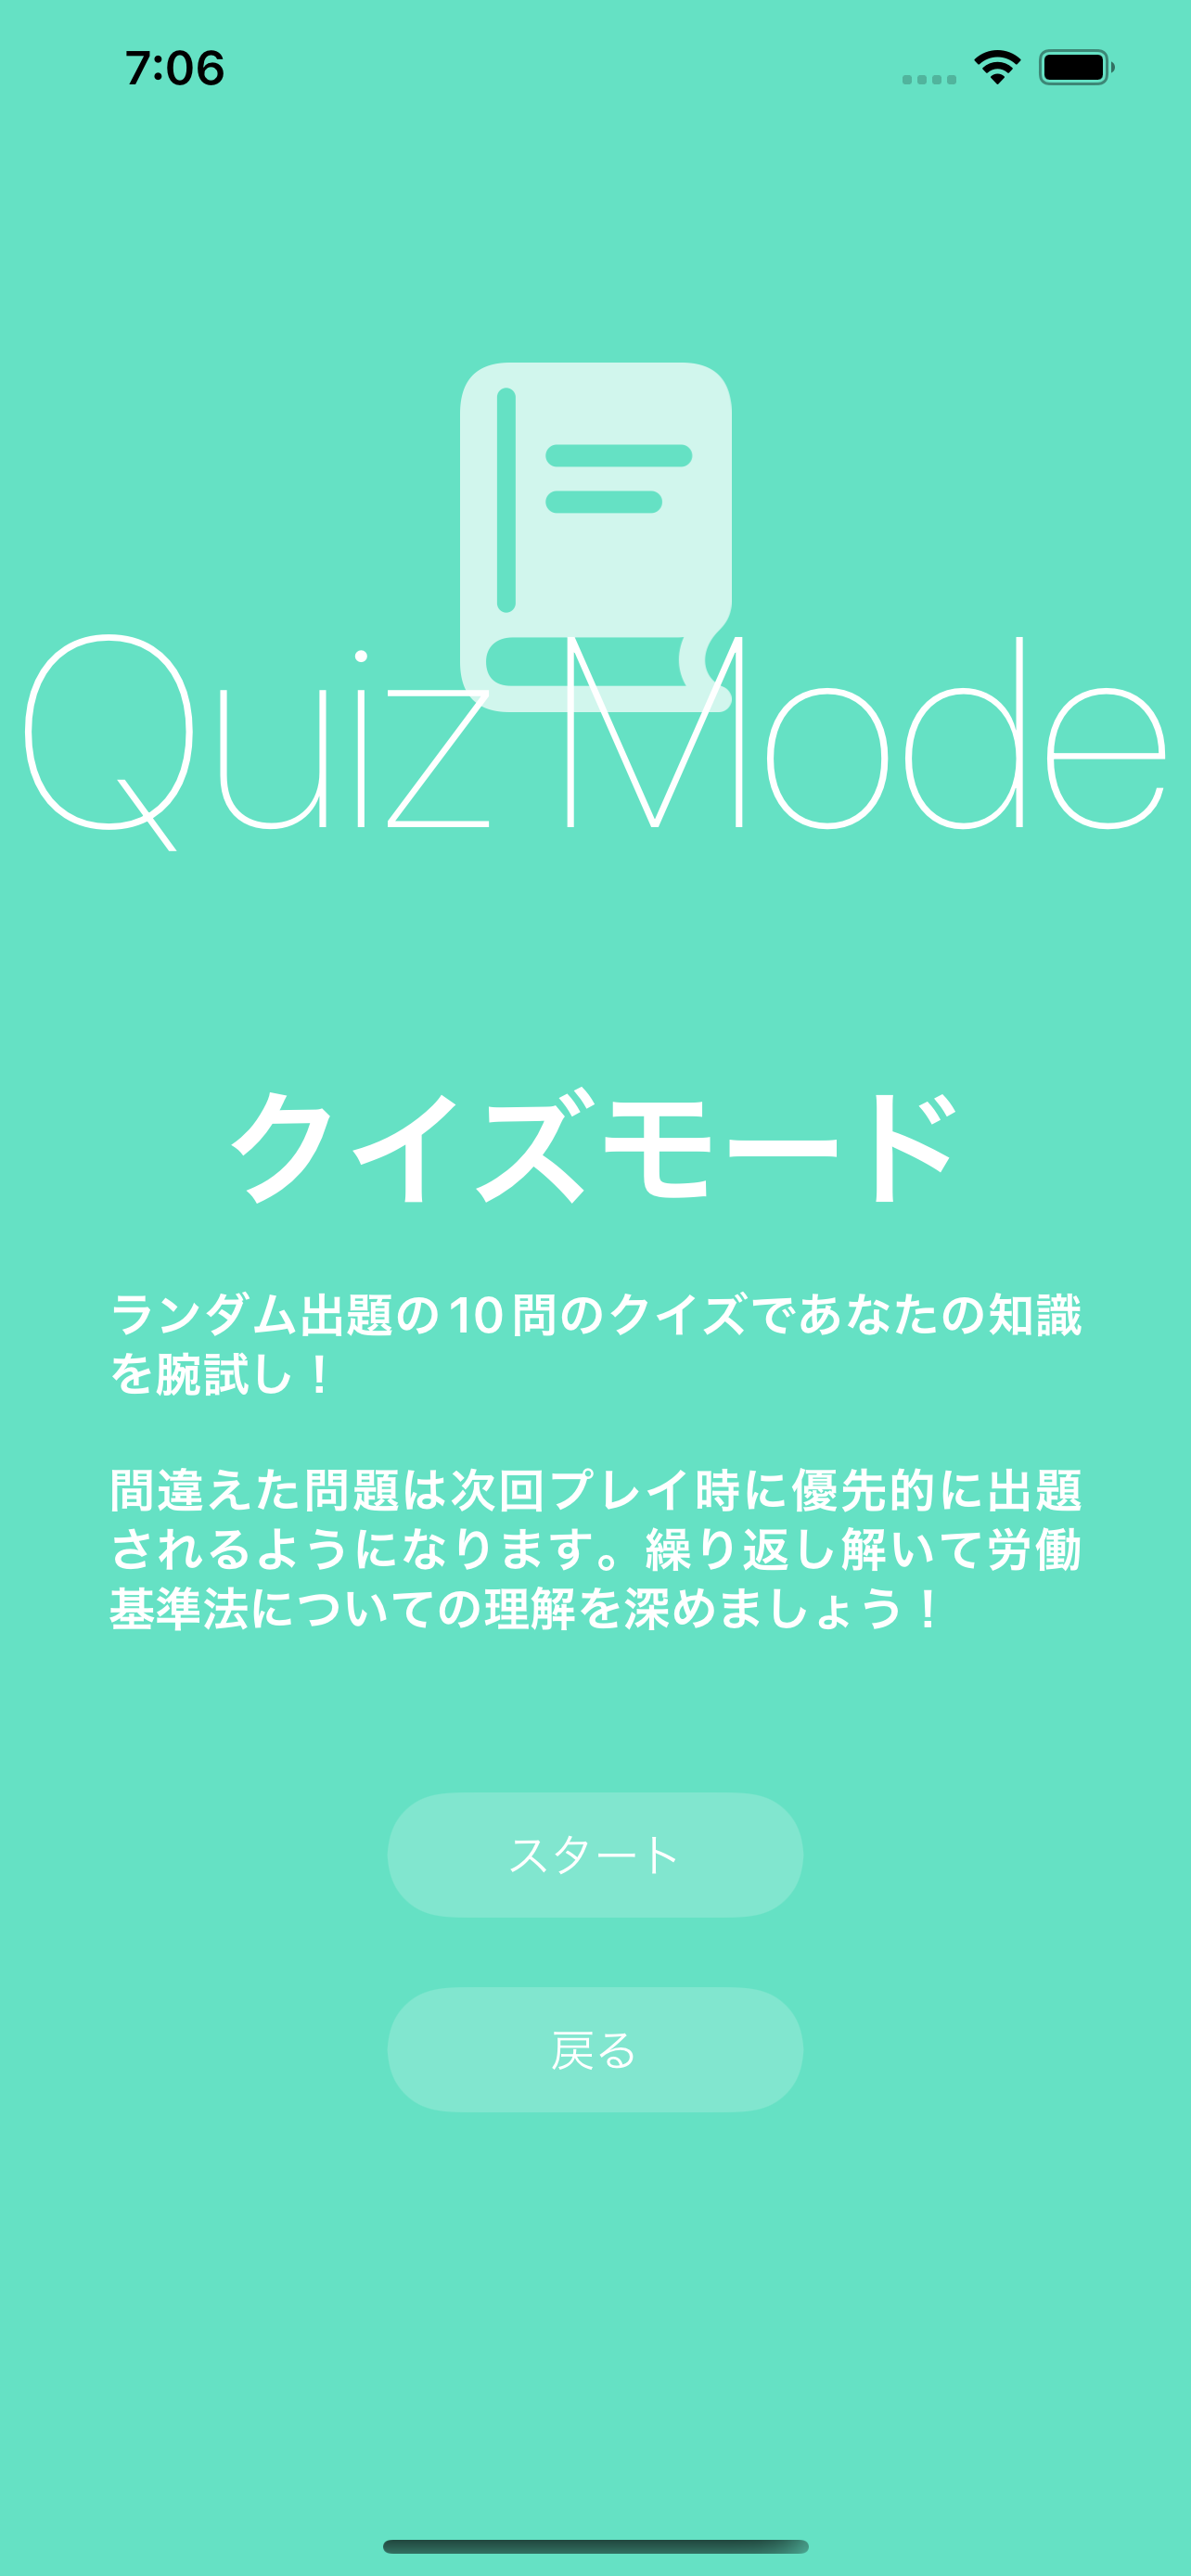 7:06
Quiz Mode
クイズモード
ランダム出題の10問のクイズであなたの知識
を腕試し！
間違えた問題は次回プレイ時に優先的に出題
されるようになります。繰り返し解いて労働
基準法についての理解を深めましょう！
スタート
戻る